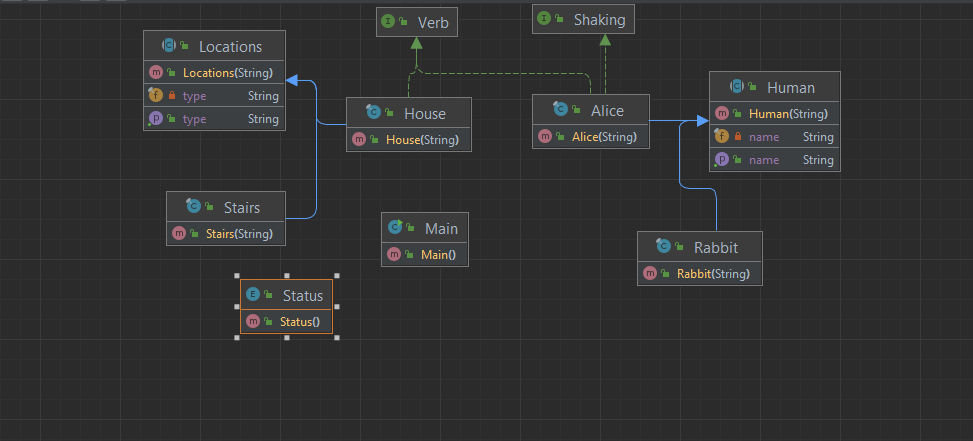 Verb
Shaking
Locations
Locations(String)
type String
type String
House
House(String)
Alice
Alice(String)
Human
Human(String)
name String
name String
Stairs
Stairs(String)
Main
Main()
Rabbit
Rabbit(String)
Status
Status()